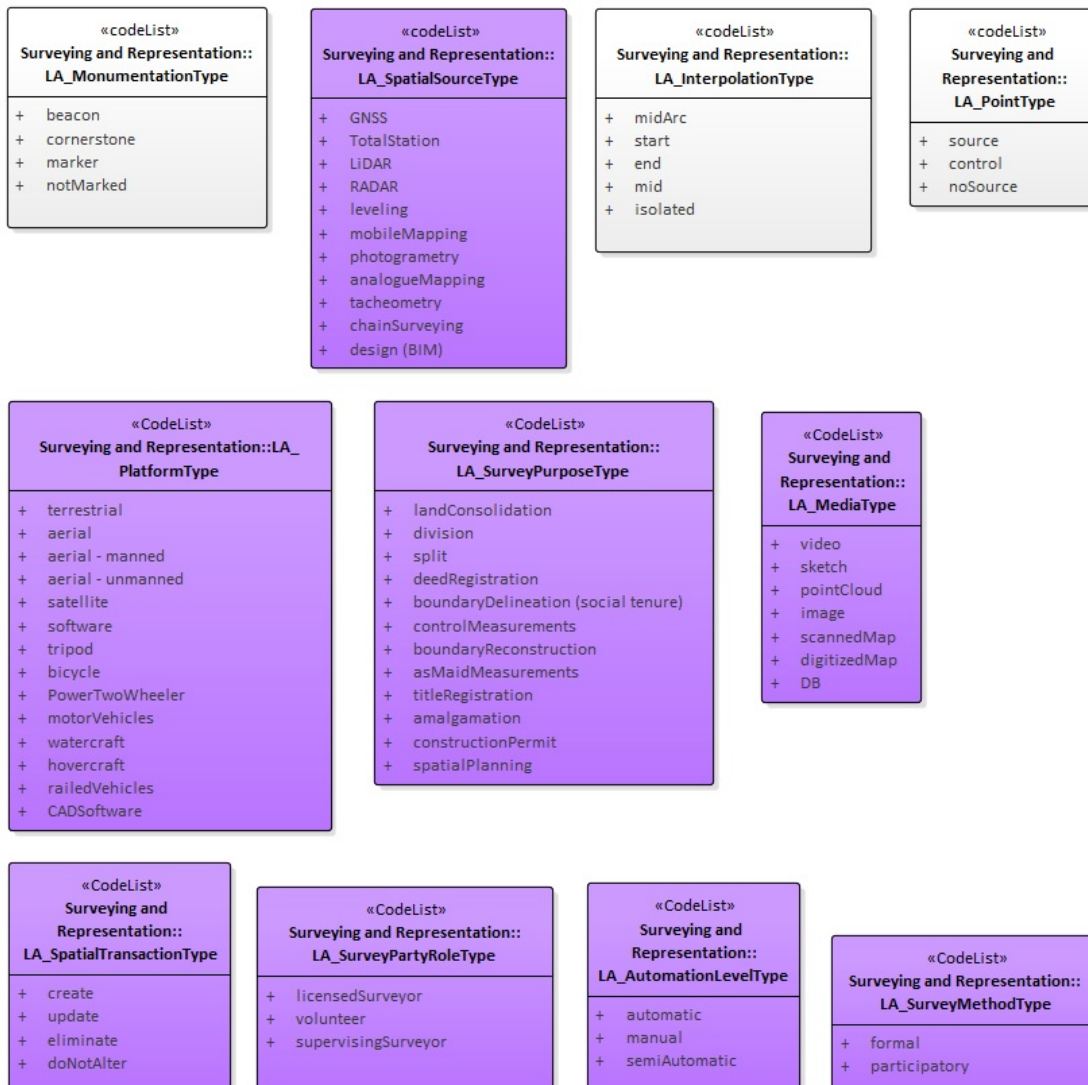 «codeList»
Surveying and Representation::
LA_MonumentationType
+ beacon
+ cornerstone
+ marker
+ notMarked
«codeList»
Surveying and Representation::
LA_SpatialSourceType
+ GNSS
+ TotalStation
+ LiDAR
+ RADAR
+ leveling
+ mobileMapping
+ photogrametry
+ analogueMapping
+ tacheometry
+ chainSurveying
+ design (BIM)
«codeList»
Surveying and Representation::
LA_InterpolationType
+ midArc
+ start
+ end
+ mid
+ isolated
«codeList»
Surveying and
Representation::
LA_PointType
+ source
+ control
+ noSource
«CodeList»
Surveying and Representation::LA_
PlatformType
+ terrestrial
+ aerial
+ aerial - manned
+ aerial - unmanned
+ satellite
+ software
+ tripod
+ bicycle
+ PowerTwoWheeler
+ motorVehicles
+ watercraft
+ hovercraft
+ railedVehicles
+ CADSoftware
«CodeList»
Surveying and Representation::
LA_SurveyPurposeType
+ landConsolidation
+ division
+ split
+ deedRegistration
+ boundaryDelineation (social tenure)
+ controlMeasurements
+ boundaryReconstruction
+ asMaidMeasurements
+ titleRegistration
+ amalgamation
+ constructionPermit
+ spatialPlanning
«CodeList»
Surveying and
Representation::
LA_MediaType
+ video
+ sketch
+ pointCloud
+ image
+ scannedMap
+ digitizedMap
+ DB
«CodeList»
Surveying and
Representation::
LA_SpatialTransactionType
+ create
+ update
+ eliminate
+ doNotAlter
«CodeList»
Surveying and Representation::
LA_SurveyPartyRoleType
+ licensedSurveyor
+ volunteer
+ supervisingSurveyor
«CodeList»
Surveying and
Representation::
LA_AutomationLevelType
+ automatic
+ manual
+ semiAutomatic
«CodeList»
Surveying and Representation::
LA_SurveyMethodType
+ formal
+ participatory